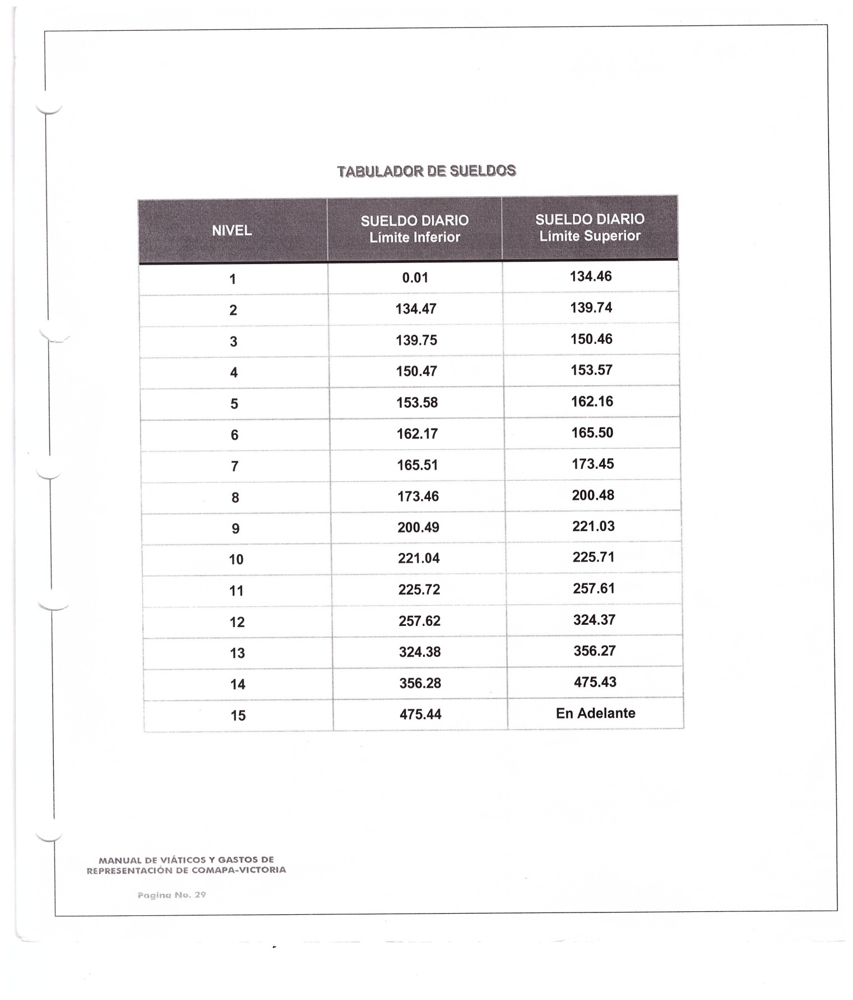 TABULADOR DE SUELDOS
NIVEL
SUELDO DIARIO
Límite Inferior
SUELDO DIARIO
Límite Superior
1 0.01 134.46
2 134.47 139.74
3 139.75 150.46
4 150.47 153.57
5 153.58 162.16
6 162.17 165.50
7 165.51 173.45
8 173.46 200.48
9 200.49 221.03
10 221.04 225.71
11 225.72 257.61
12 257.62 324.37
13 324.38 356.27
14 356.28 475.43
15 475.44 En Adelante
MANUAL DE VIÁTICOS Y GASTOS DE
REPRESENTACIÓN DE COMAPA-VICTORIA
Pagina No. 29